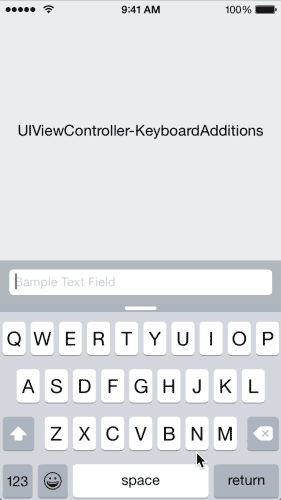 9:41 AM 100%
UIViewController-KeyboardAdditions
Sample Text Field
Q W E R T Y U I O P
A S D F G H J K L
Z X C V B N M
123 space return